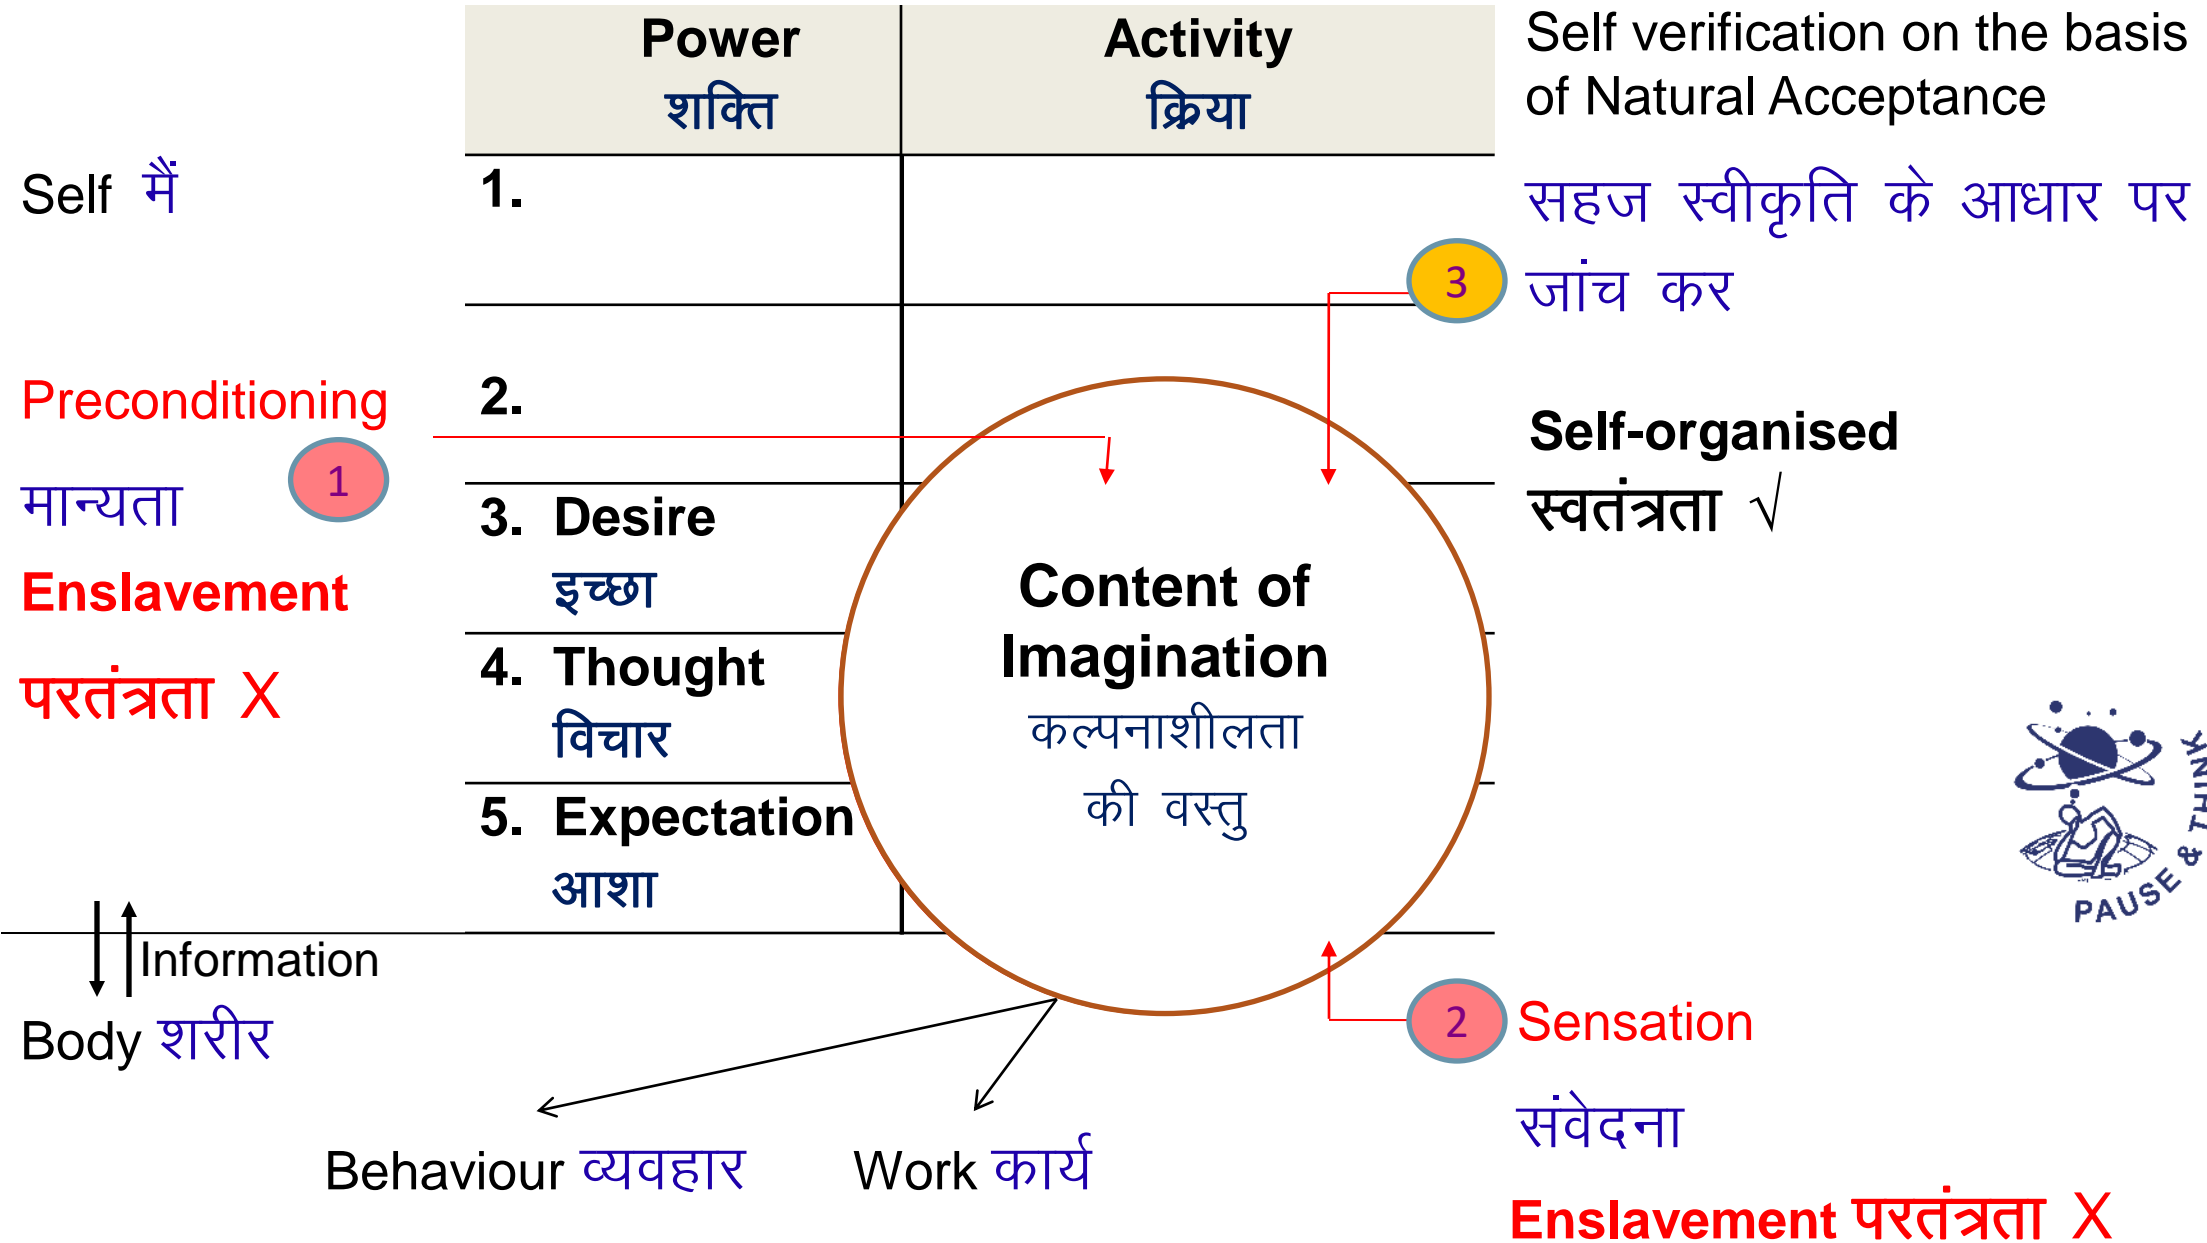 Power
शक्ति
Activity
क्रिया
Self verification on the basis
of Natural Acceptance
सहज स्वीकृति के आधार पर
जांच कर
Self मैं
1.
3
Preconditioning
मान्यता
1
Enslavement
परतंत्रता X
2.
Self-organised
स्वतंत्रता √
3. Desire
इच्छा
4. Thought
विचार
5. Expectation
आशा
Content of
Imagination
कल्पनाशीलता
की वस्तु
PAUSE & THINK
Information
Body शरीर
2
Sensation
संवेदना
Enslavement परतंत्रता X
Behaviour व्यवहार
Work कार्य